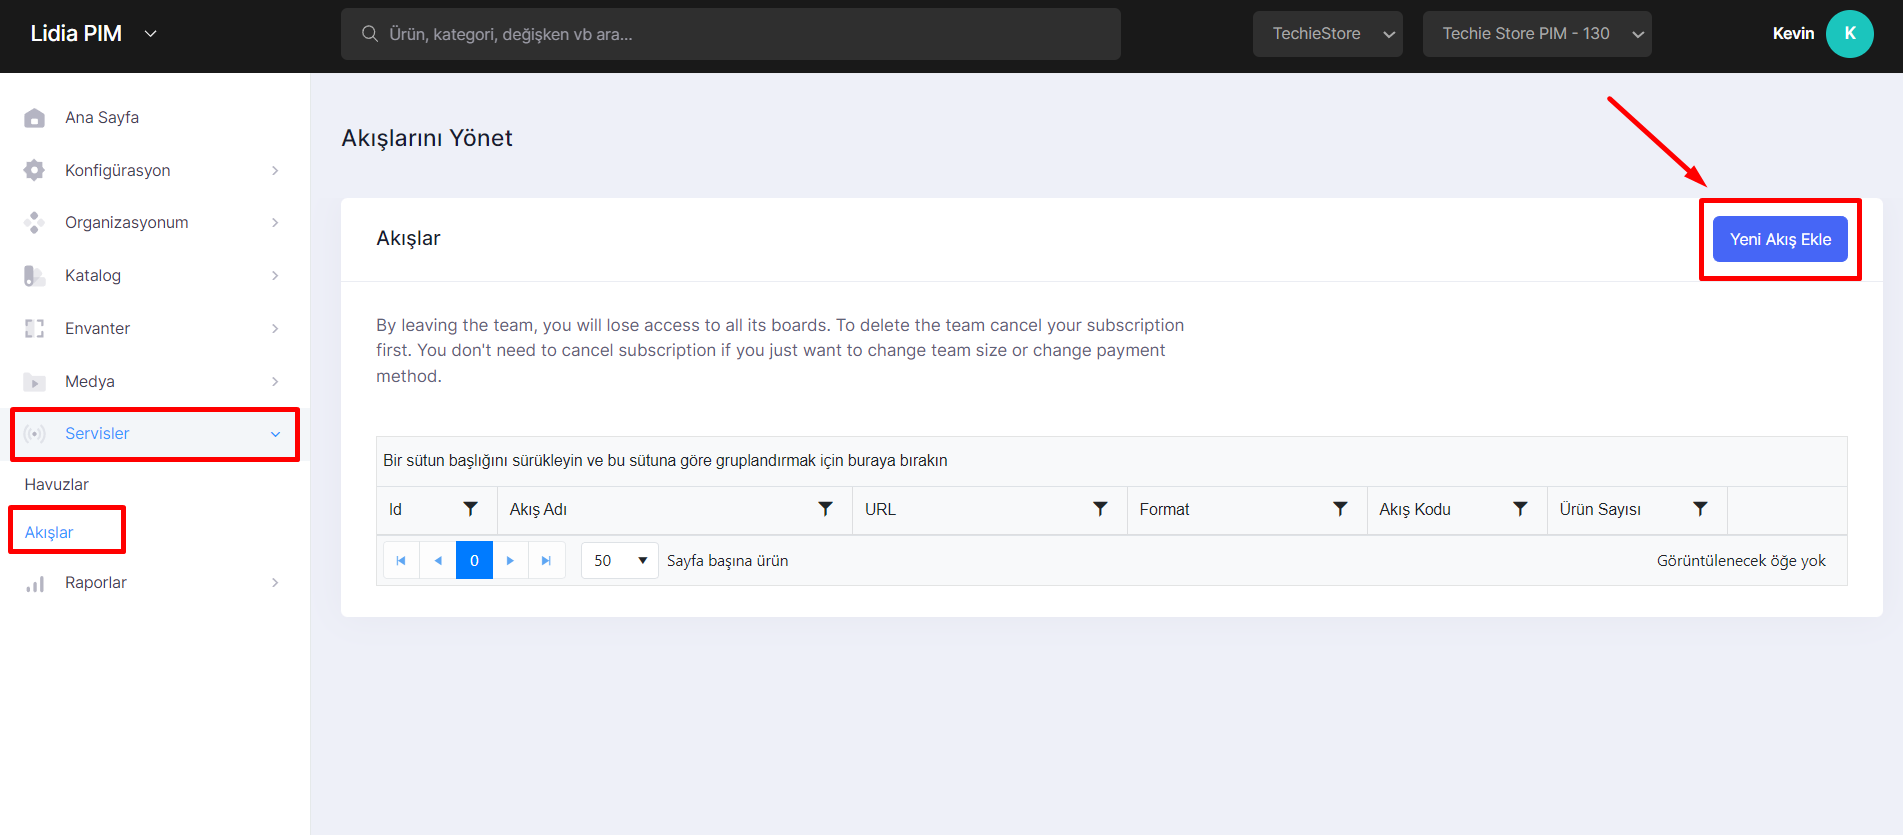 Lidia PIM
Ürün, kategori, değişken vb ara...
TechieStore
Techie Store PIM - 130
Kevin
K
Ana Sayfa
Konfigürasyon
Organizasyonum
Katalog
Envanter
Medya
Servisler
Havuzlar
Akışlar
Raporlar
Akışlarını Yönet
Akışlar
Yeni Akış Ekle
By leaving the team, you will lose access to all its boards. To delete the team cancel your subscription
first. You don't need to cancel subscription if you just want to change team size or change payment
method.
Bir sütun başlığını sürükleyin ve bu sütuna göre gruplandırmak için buraya bırakın
Id
Akış Adı
URL
Format
Akış Kodu
Ürün Sayısı
0
50
Sayfa başına ürün
Görüntülenecek öğe yok